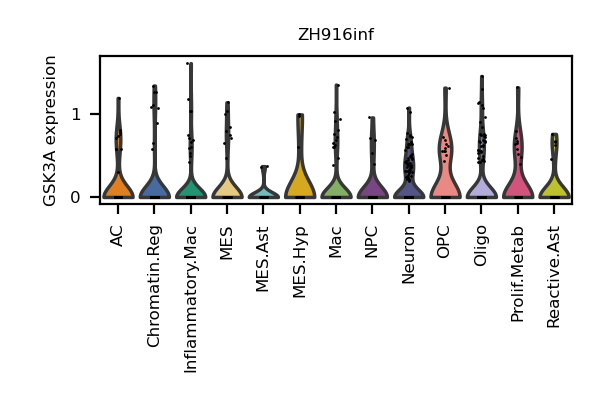 ZH916inf
GSK3A expression
1
0
AC
Chromatin.Reg
Inflammatory.Mac
MES
MES.Ast
MES.Hyp
Mac
NPC
Neuron
OPC
Oligo
Prolif.Metab
Reactive.Ast